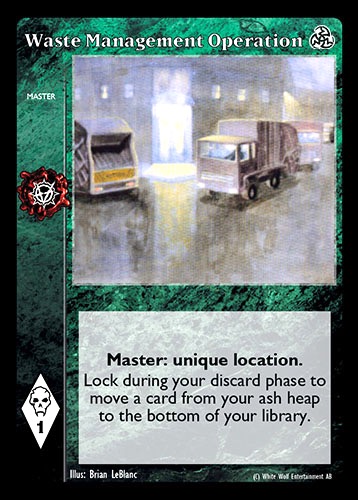 Waste Management Operation
MASTER
Master: unique location.
Lock during your discard phase to
move a card from your ash heap
to the bottom of your library.
1
Illus: Brian LeBlanc
(C) White Wolf Entertainment AB